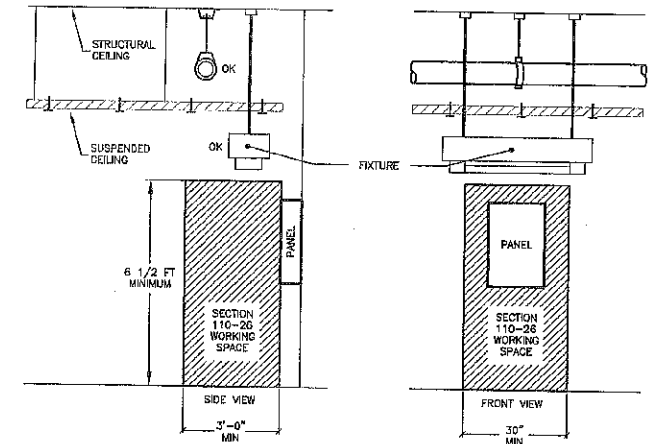 STRUCTURAL
CEILING
OK
SUSPENDED
CEILING
OK
FIXTURE
6 1/2 FT
MINIMUM
PANEL
SECTION
110-26
WORKING
SPACE
SIDE VIEW
3'-0"
MIN
PANEL
SECTION
110-26
WORKING
SPACE
FRONT VIEW
30"
MIN